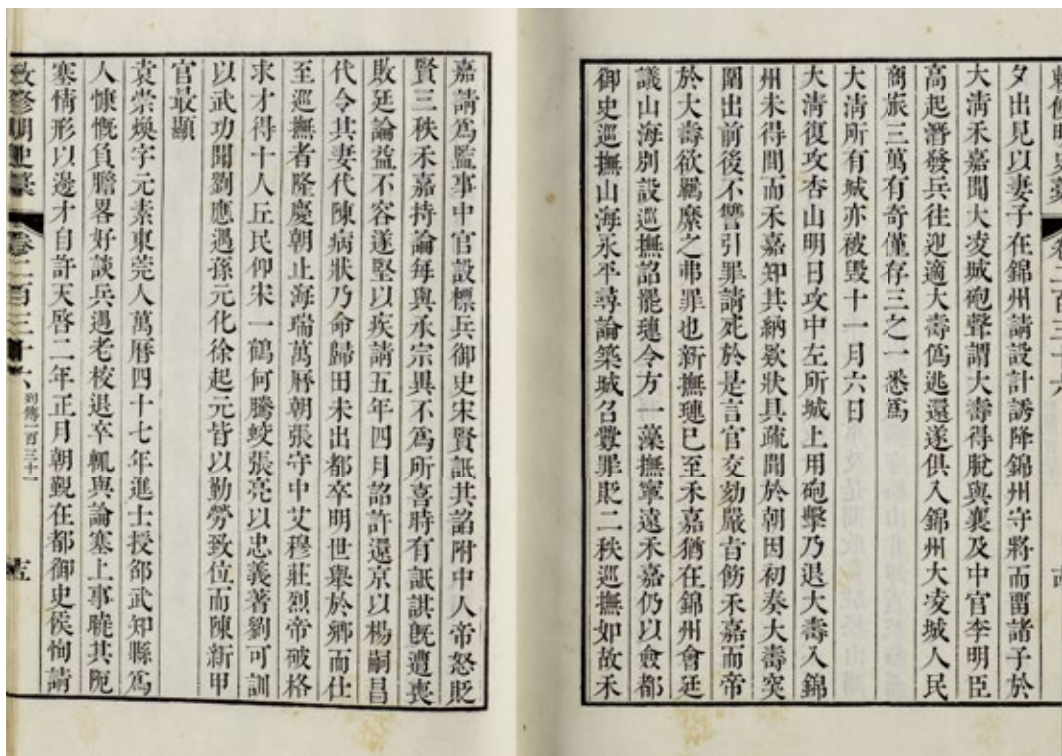 夕出見以妻子在錦州請設計誘降錦州守將而畱諸子於
大淸禾嘉聞大凌城砲聲謂大壽得脫與襄及中官李明臣
高起潛發兵往迎適大壽僞逃還遂俱入錦州大凌城人民
商旅三萬有奇僅存三之一悉爲
大淸所有城亦被毁十一月六日
大淸復攻杏山明日攻中左所城上用砲擊乃退大壽入錦
州未得間而禾嘉知其納欵狀具疏聞於朝因初奏大壽突
圍出前後不讐引罪請死於是言官交劾嚴旨飭禾嘉而帝
於大壽欲羈縻之弗罪也新撫璉已至禾嘉猶在錦州會廷
議山海別設巡撫詔罷璉令方一藻撫寧遠禾嘉仍以僉都
御史巡撫山海永平尋論築城召釁罪貶二秩巡撫如故禾
嘉請爲監事中官設標兵御史宋賢詆其諂附中人帝怒貶
賢三秩禾嘉持論每與承宗異不爲所喜時有詆諆旣遭喪
敗廷論益不容遂堅以疾請五年四月詔許還京以楊嗣昌
代令其妻代陳病狀乃命歸田未出都卒明世舉於鄉而仕
至巡撫者隆慶朝止海瑞萬曆朝張守中艾穆莊烈帝破格
求才得十人丘民仰宋一鶴何騰蛟張亮以忠義著劉可訓
以武功聞劉應遇孫元化徐起元皆以勤勞致位而陳新甲
官最顯
袁崇煥字元素東莞人萬曆四十七年進士授邵武知縣爲
人慷慨負膽畧好談兵遇老校退卒輒與論塞上事曉其阨
塞情形以邊才自許天啓二年正月朝覲在都御史侯恂請
卷二百三十六 列傳一百三十一